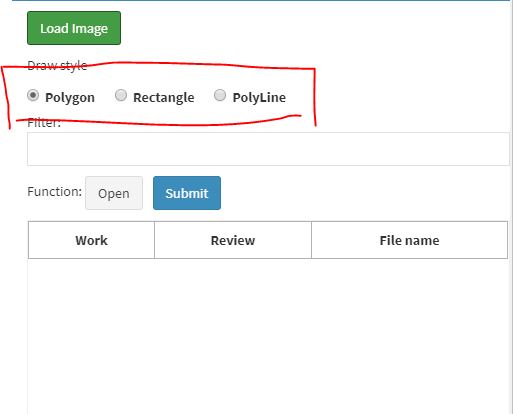 Load Image
Draw style
Polygon Rectangle PolyLine
Filter:
Function: Open Submit
Work Review File name